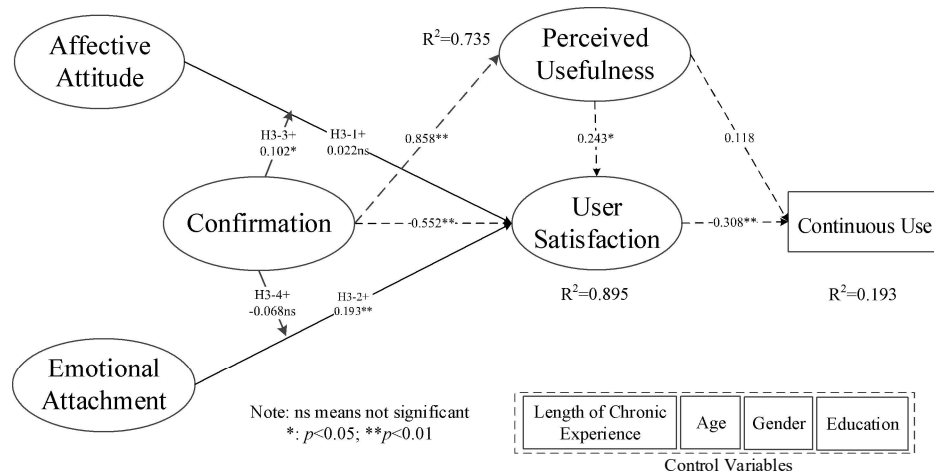 Affective
Attitude
R²=0.735
Perceived
Usefulness
H3-3+
0.102*
H3-1+
0.022ns
0.858**
0.243*
0.118
Confirmation
0.552**
User
Satisfaction
0.308**
Continuous Use
H3-4+
-0.068ns
H3-2+
0.193**
R²=0.895
R²=0.193
Emotional
Attachment
Note: ns means not significant
*: p<0.05; **p<0.01
Length of Chronic
Experience
Age
Gender
Education
Control Variables